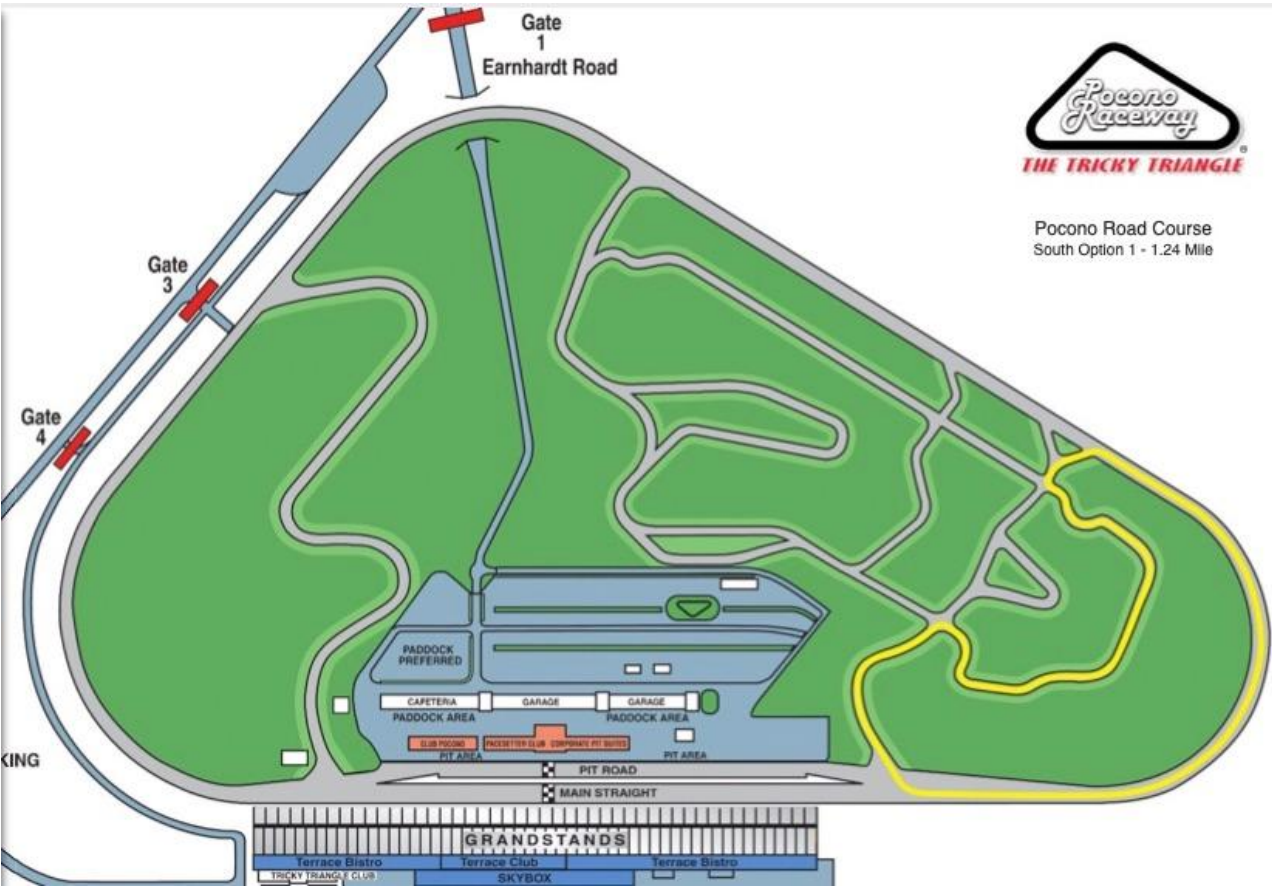 Gate
1
Earnhardt Road
Pocono
Raceway
®
THE TRICKY TRIANGLE
Pocono Road Course
South Option 1 - 1.24 Mile
Gate
3
Gate
4
PADDOCK
PREFERRED
CAFETERIA
GARAGE
GARAGE
PADDOCK AREA
PADDOCK AREA
CLUB POCONO
PACESETTER CLUB
CORPORATE PIT SUITES
PIT AREA
PIT AREA
KING
PIT ROAD
MAIN STRAIGHT
GRANDSTANDS
Terrace Bistro
Terrace Club
Terrace Bistro
TRICKY TRIANGLE CLUB
SKYBOX